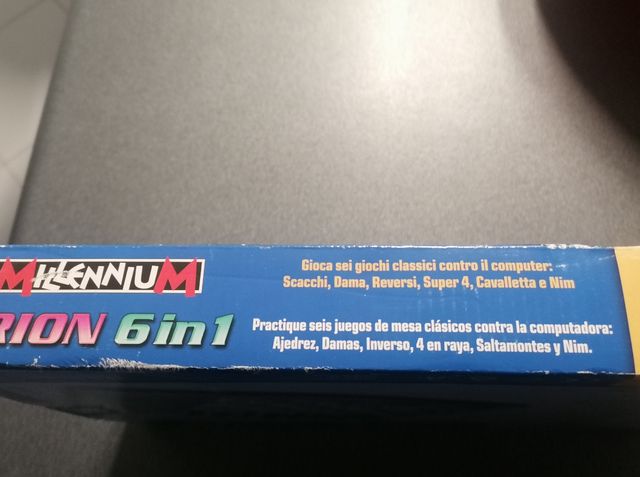 MILLENNIUM
RION 6in1
Gioca sei giochi classici contro il computer:
Scacchi, Dama, Reversi, Super 4, Cavalletta e Nim
Practique seis juegos de mesa clásicos contra la computadora:
Ajedrez, Damas, Inverso, 4 en raya, Saltamontes y Nim.